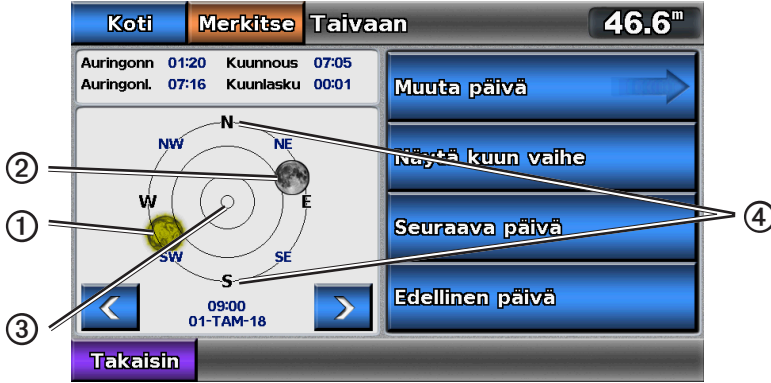 Koti Merkitse Taivaan 46.6m
Auringonn 01:20 Kuunnous 07:05
Auringonl. 07:16 Kuunlasku 00:01
Muuta päivä
N
NW NE
② Näytä kuun vaihe
W E
① ④
Seuraava päivä
SW SE
S
Edellinen päivä
09:00
③
01-TAM-18
Takaisin